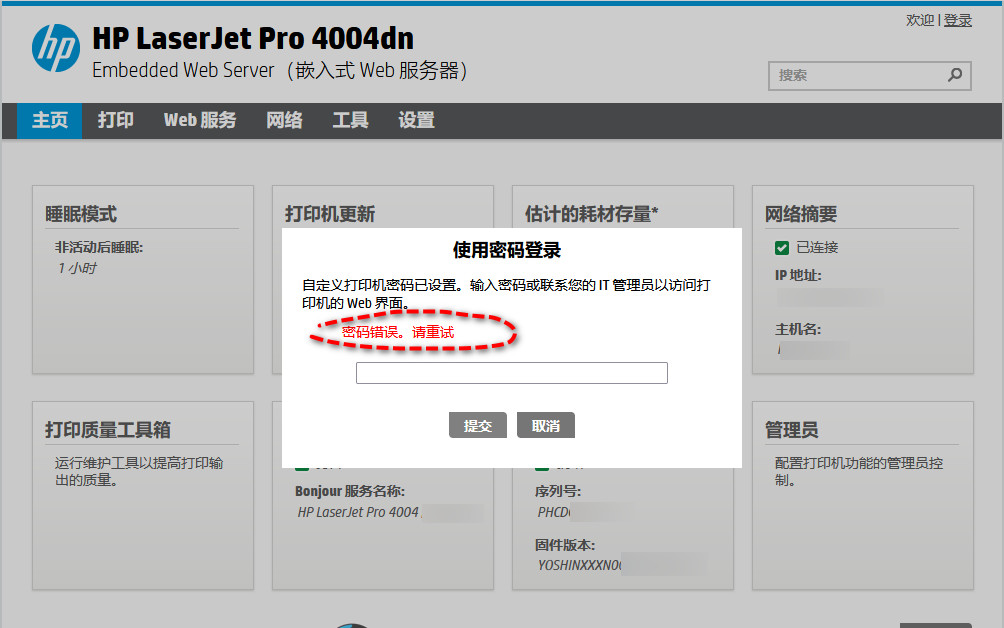 欢迎 | 登录
hp
HP LaserJet Pro 4004dn
Embedded Web Server（嵌入式 Web 服务器）
搜索
主页 打印 Web 服务 网络 工具 设置
睡眠模式
非活动后睡眠:
1 小时
打印机更新
估计的耗材存量*
网络摘要
已连接
IP 地址:
主机名:
使用密码登录
自定义打印机密码已设置。输入密码或联系您的 IT 管理员以访问打
印机的 Web 界面。
密码错误。请重试
提交 取消
打印质量工具箱
运行维护工具以提高打印输
出的质量。
Bonjour 服务名称:
HP LaserJet Pro 4004
序列号:
PHCD
固件版本:
YOSHINXXXN0
管理员
配置打印机功能的管理员控
制。